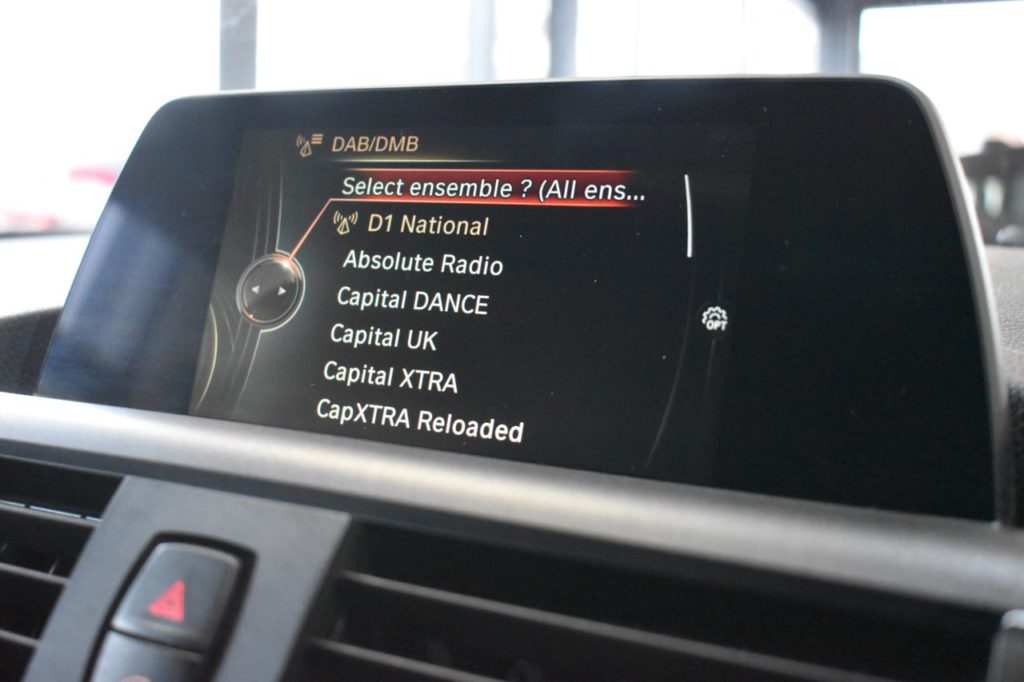 DAB/DMB
Select ensemble ? (All ens...
D1 National
Absolute Radio
Capital DANCE
Capital UK
Capital XTRA
CapXTRA Reloaded
OPT